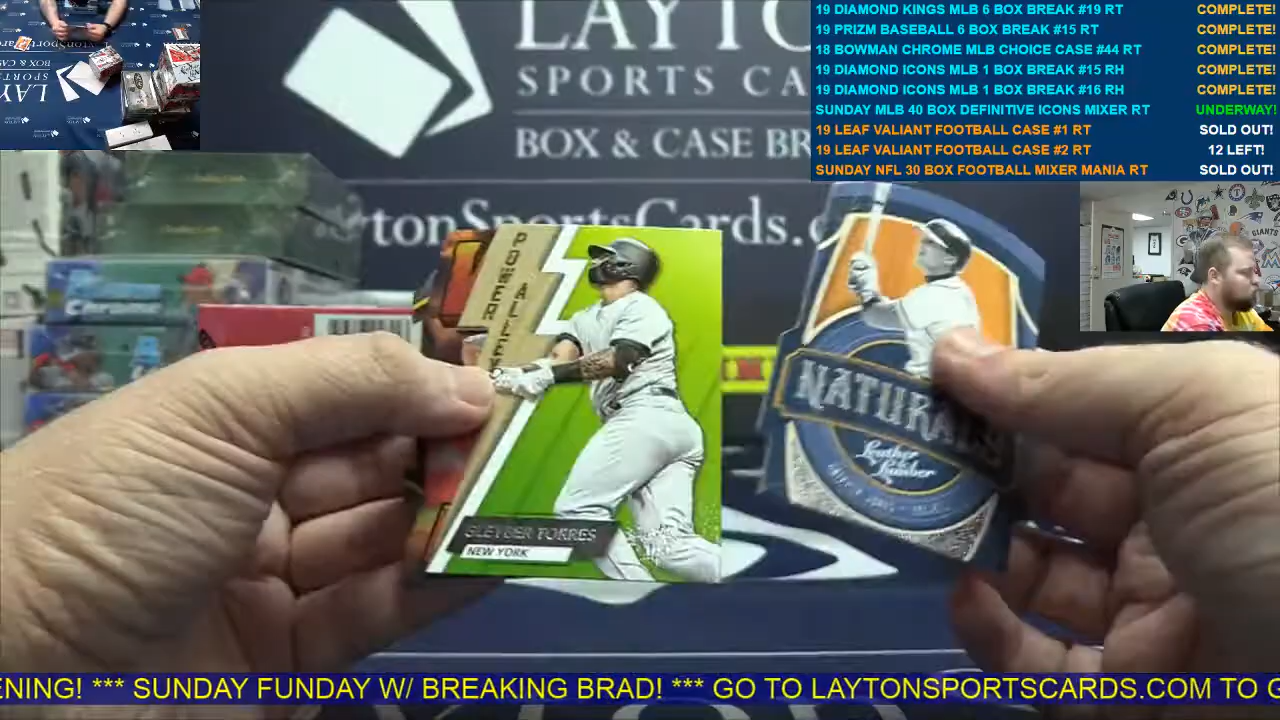 19 DIAMOND KINGS MLB 6 BOX BREAK #19 RT COMPLETE!
19 PRIZM BASEBALL 6 BOX BREAK #15 RT COMPLETE!
18 BOWMAN CHROME MLB CHOICE CASE #44 RT COMPLETE!
19 DIAMOND ICONS MLB 1 BOX BREAK #15 RH COMPLETE!
19 DIAMOND ICONS MLB 1 BOX BREAK #16 RH COMPLETE!
SUNDAY MLB 40 BOX DEFINITIVE ICONS MIXER RT UNDERWAY!
19 LEAF VALIANT FOOTBALL CASE #1 RT SOLD OUT!
19 LEAF VALIANT FOOTBALL CASE #2 RT 12 LEFT!
SUNDAY NFL 30 BOX FOOTBALL MIXER MANIA RT SOLD OUT!
LAYTO
SPORTS CA
BOX & CASE BR
ytonSportsCards.c
POWER ALLEY
GLEYBER TORRES
NEW YORK
NATURALS
Leather & Lumber
GIANTS
ENING! *** SUNDAY FUNDAY W/ BREAKING BRAD! *** GO TO LAYTONSPORTSCARDS.COM TO